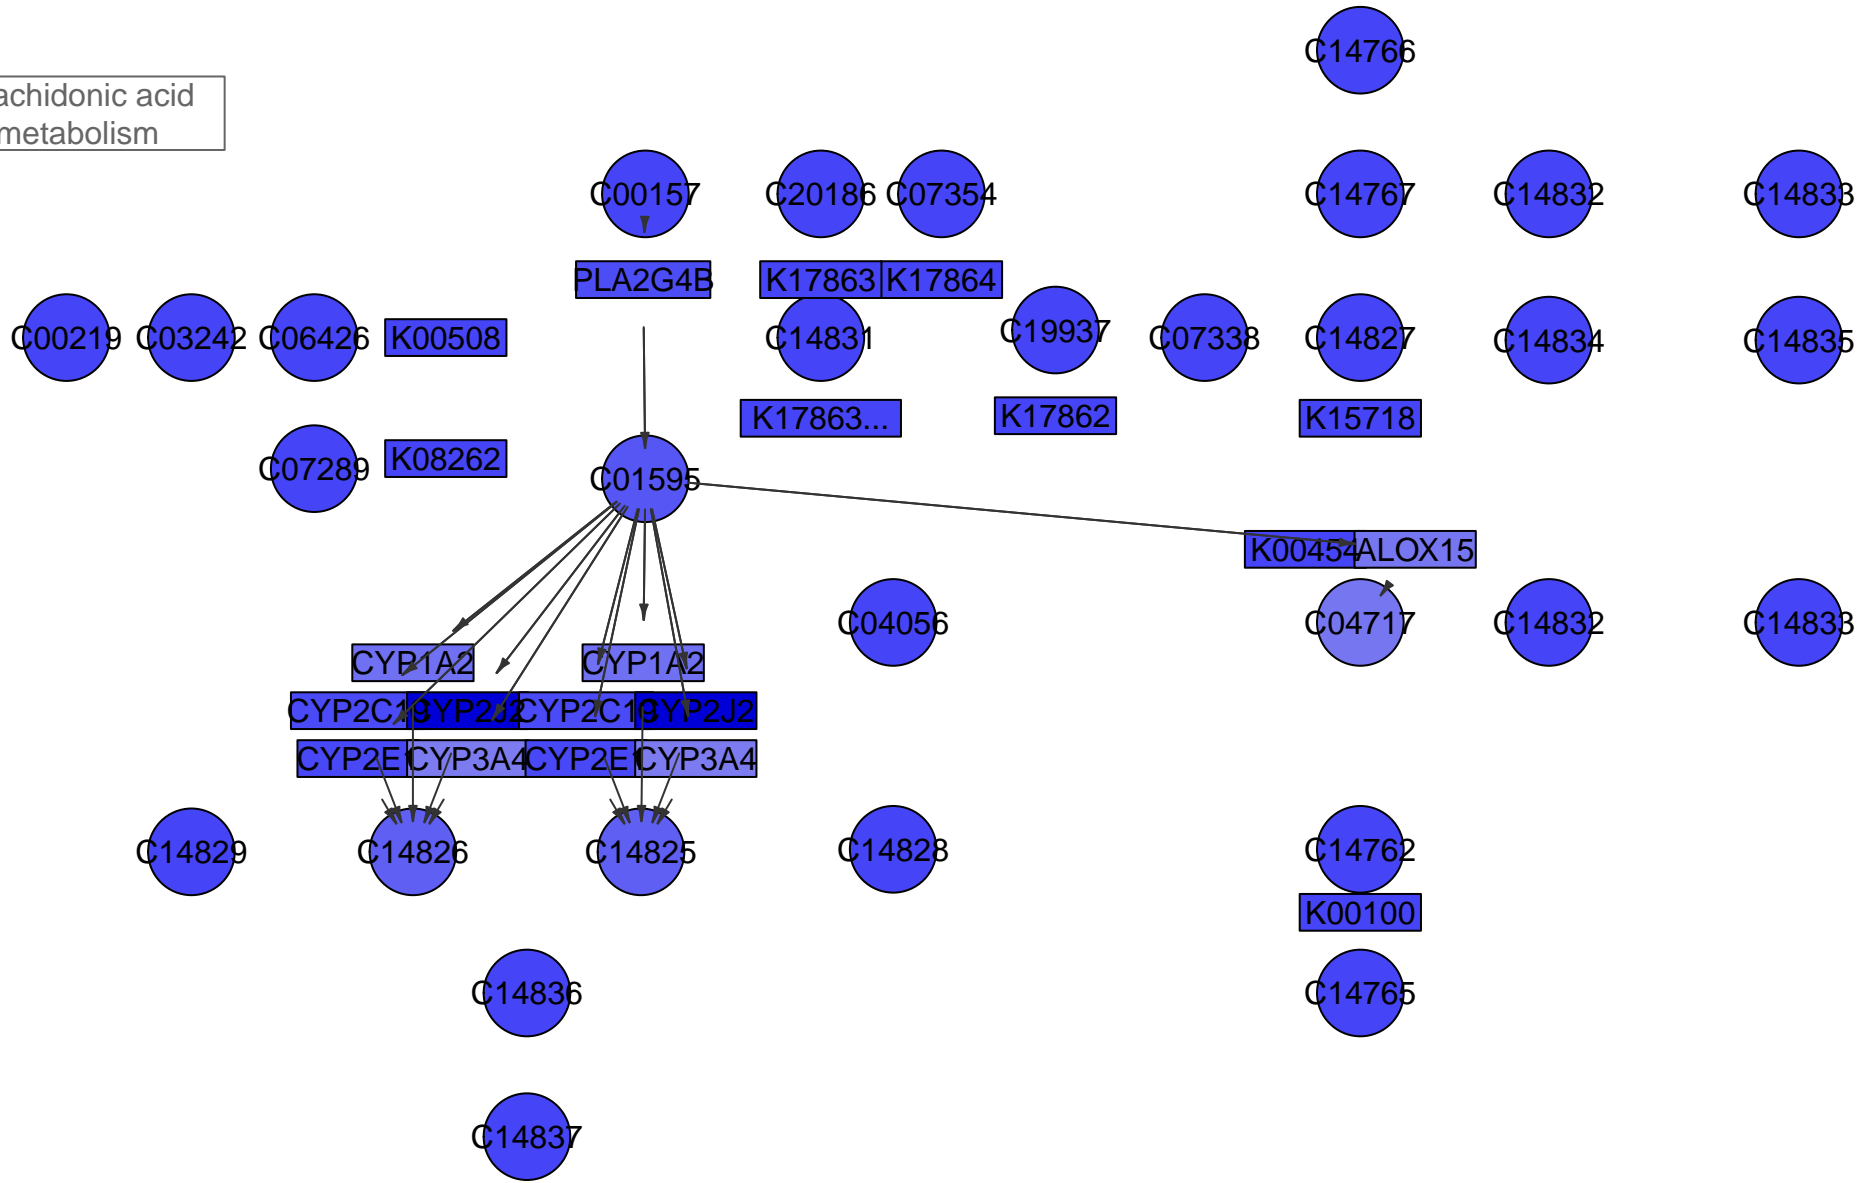 C14766
achidonic acid
metabolism
C00157
C20186
C07354
C14767
C14832
C14833
PLA2G4B
K17863
K17864
C00219
C03242
C06426
K00508
C14831
C19937
C07338
C14827
C14834
C14835
K17863...
K17862
K15718
C07289
K08262
C01595
K00454
ALOX15
C04056
C04717
C14832
C14833
CYP1A2
CYP1A2
CYP2C19
CYP2J2
CYP2C19
CYP2J2
CYP2E1
CYP3A4
CYP2E1
CYP3A4
C14829
C14826
C14825
C14828
C14762
K00100
C14836
C14765
C14837